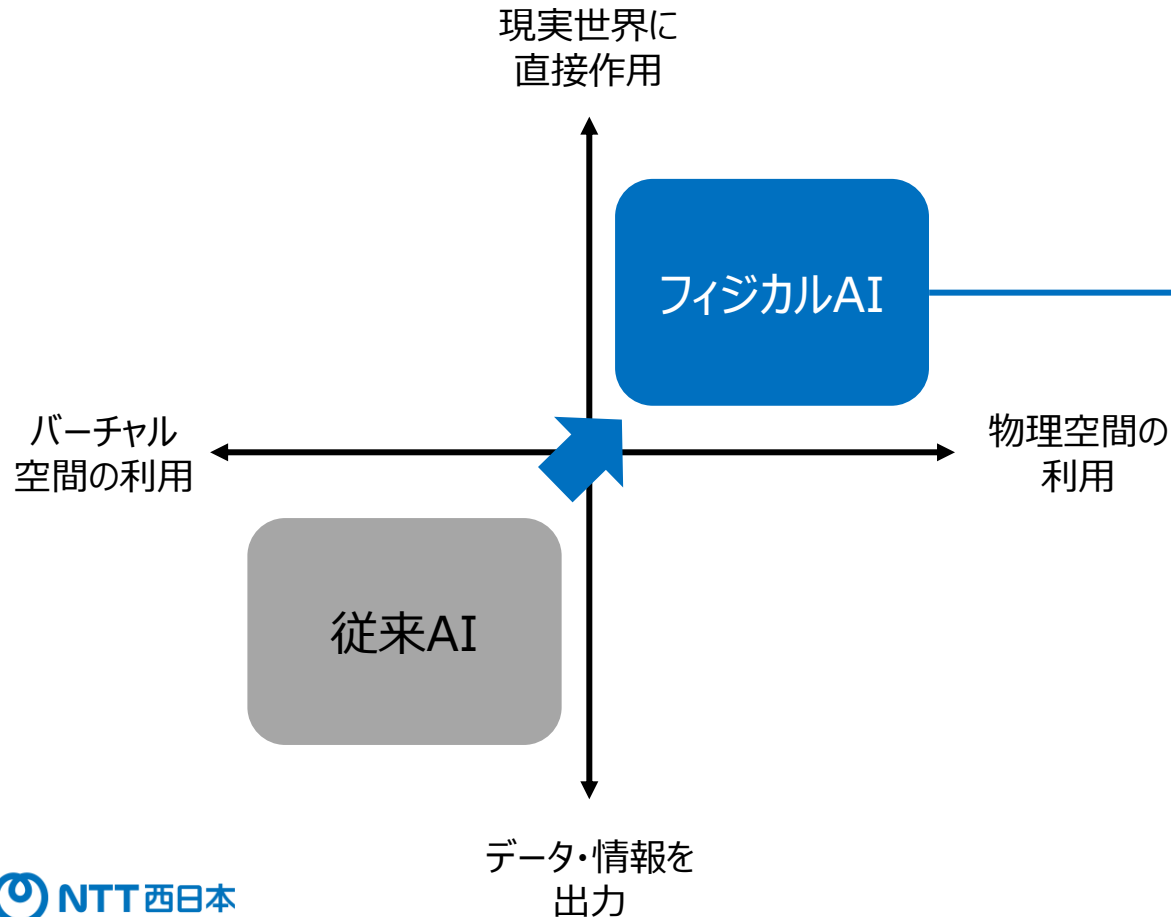 現実世界に
直接作用
フィジカルAI
バーチャル
空間の利用
物理空間の
利用
従来AI
データ・情報を
出力
NTT西日本